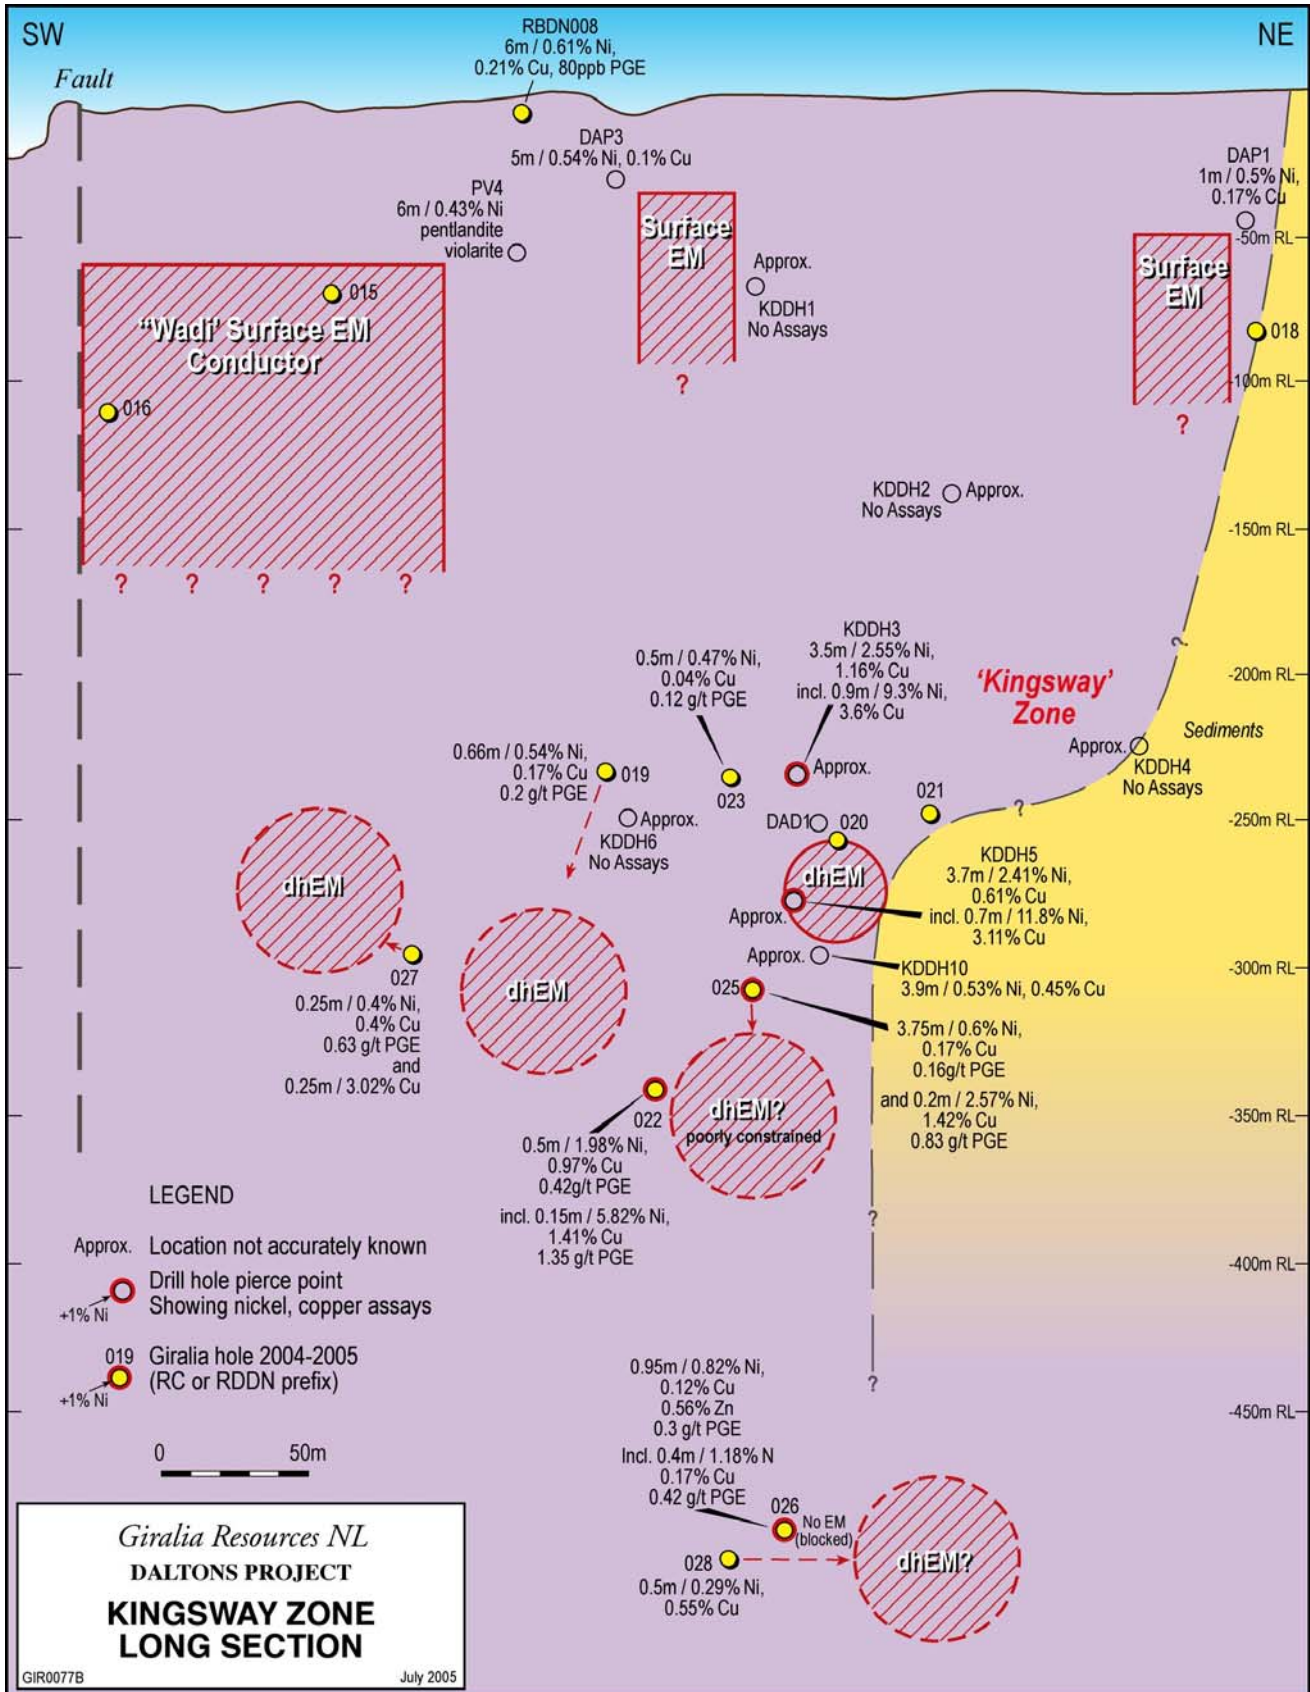 SW
NE
Fault
RBDN008
6m / 0.61% Ni,
0.21% Cu, 80ppb PGE
DAP3
5m / 0.54% Ni, 0.1% Cu
DAP1
1m / 0.5% Ni,
0.17% Cu
PV4
6m / 0.43% Ni
pentlandite
violarite
-50m RL
Surface
EM
Approx.
KDDH1
No Assays
Surface
EM
015
"Wadi' Surface EM
Conductor
018
016
-100m RL
?
?
KDDH2
No Assays
Approx.
-150m RL
? ? ? ? ?
KDDH3
3.5m / 2.55% Ni,
1.16% Cu
incl. 0.9m / 9.3% Ni,
3.6% Cu
0.5m / 0.47% Ni,
0.04% Cu
0.12 g/t PGE
?
-200m RL
'Kingsway'
Zone
Sediments
Approx.
KDDH4
No Assays
0.66m / 0.54% Ni,
0.17% Cu
0.2 g/t PGE
019
023
Approx.
021
?
-250m RL
Approx.
KDDH6
No Assays
DAD1
020
dhEM
dhEM
Approx.
KDDH5
3.7m / 2.41% Ni,
0.61% Cu
incl. 0.7m / 11.8% Ni,
3.11% Cu
Approx.
KDDH10
3.9m / 0.53% Ni, 0.45% Cu
-300m RL
027
0.25m / 0.4% Ni,
0.4% Cu
0.63 g/t PGE
and
0.25m / 3.02% Cu
dhEM
025
3.75m / 0.6% Ni,
0.17% Cu
0.16g/t PGE
and 0.2m / 2.57% Ni,
1.42% Cu
0.83 g/t PGE
022
0.5m / 1.98% Ni,
0.97% Cu
0.42g/t PGE
incl. 0.15m / 5.82% Ni,
1.41% Cu
1.35 g/t PGE
dhEM?
poorly constrained
-350m RL
?
-400m RL
LEGEND
Approx. Location not accurately known
+1% Ni
Drill hole pierce point
Showing nickel, copper assays
019
+1% Ni
Giralia hole 2004-2005
(RC or RDDN prefix)
0 50m
?
-450m RL
0.95m / 0.82% Ni,
0.12% Cu
0.56% Zn
0.3 g/t PGE
Incl. 0.4m / 1.18% N
0.17% Cu
0.42 g/t PGE
026
No EM
(blocked)
028
0.5m / 0.29% Ni,
0.55% Cu
dhEM?
Giralia Resources NL
DALTONS PROJECT
KINGSWAY ZONE
LONG SECTION
GIR0077B
July 2005